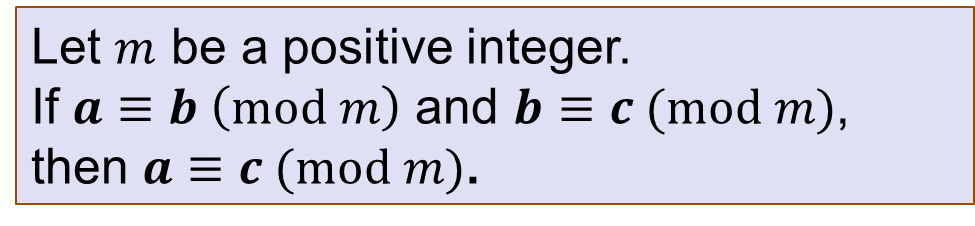 Let m be a positive integer.
If a ≡ b (mod m) and b ≡ c (mod m),
then a ≡ c (mod m).